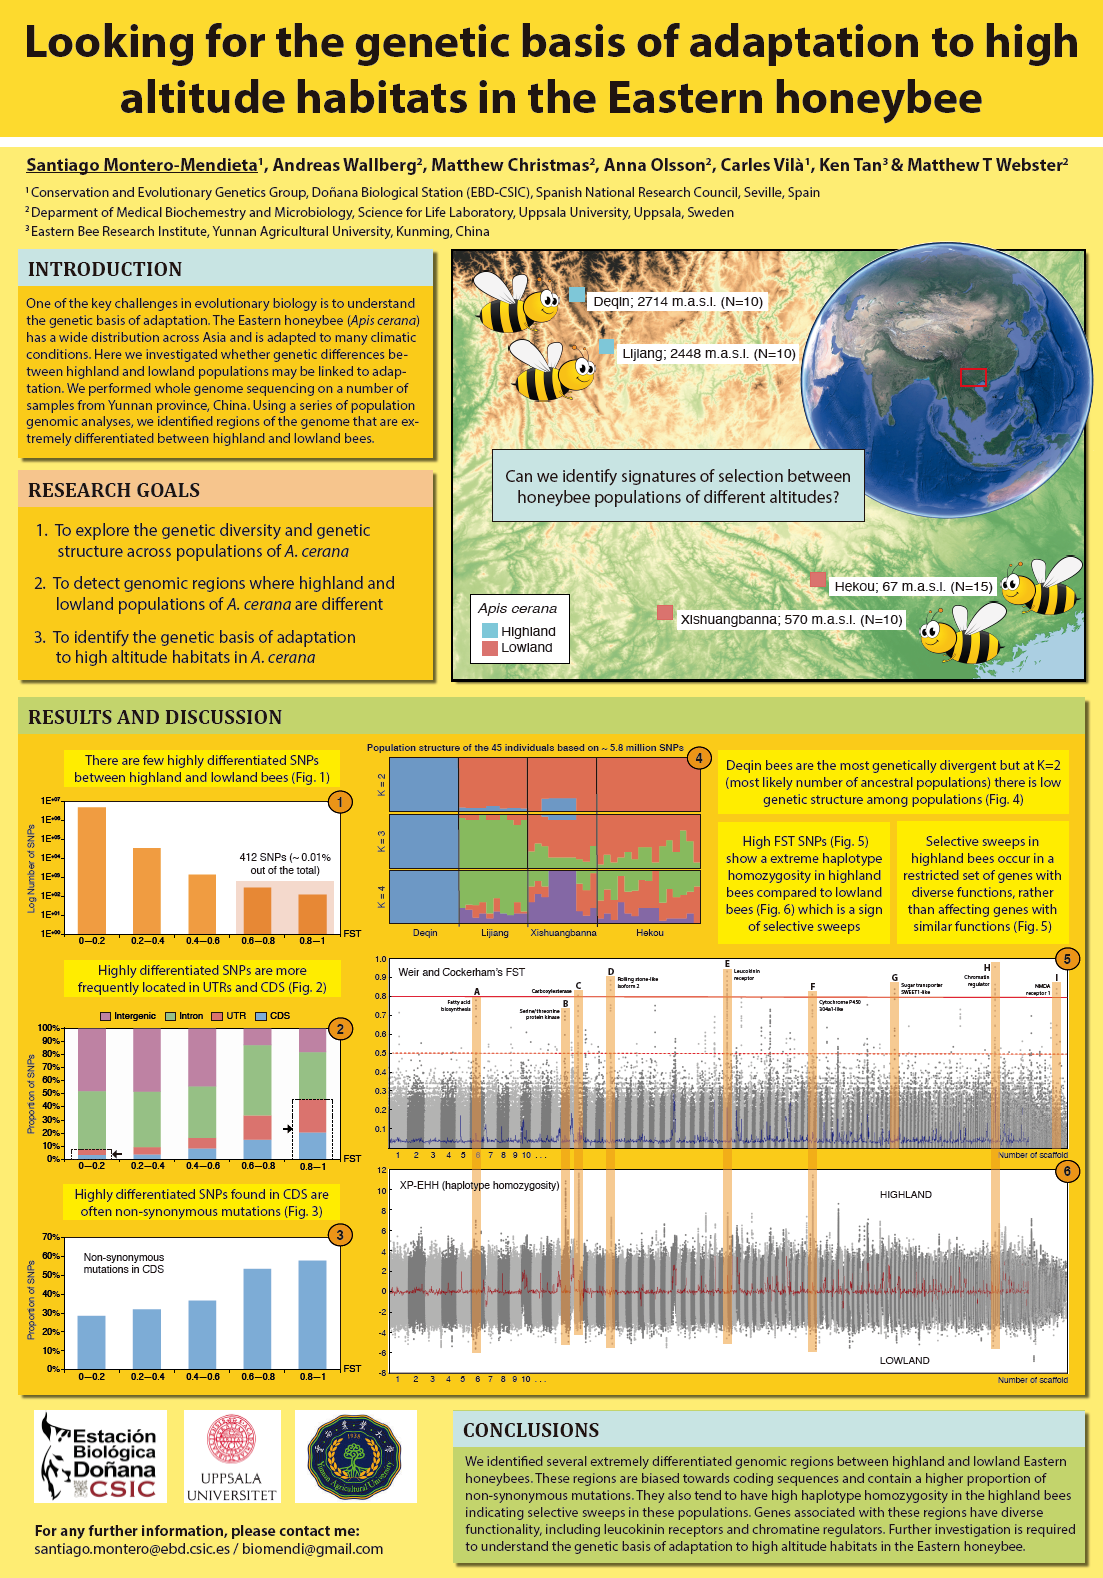 Looking for the genetic basis of adaptation to high
altitude habitats in the Eastern honeybee
Santiago Montero-Mendieta¹, Andreas Wallberg², Matthew Christmas², Anna Olsson², Carles Vilà¹, Ken Tan³ & Matthew T Webster²
¹ Conservation and Evolutionary Genetics Group, Doñana Biological Station (EBD-CSIC), Spanish National Research Council, Seville, Spain
² Deparment of Medical Biochemestry and Microbiology, Science for Life Laboratory, Uppsala University, Uppsala, Sweden
³ Eastern Bee Research Institute, Yunnan Agricultural University, Kunming, China
INTRODUCTION
One of the key challenges in evolutionary biology is to understand
the genetic basis of adaptation. The Eastern honeybee (Apis cerana)
has a wide distribution across Asia and is adapted to many climatic
conditions. Here we investigated whether genetic differences be-
tween highland and lowland populations may be linked to adap-
tation. We performed whole genome sequencing on a number of
samples from Yunnan province, China. Using a series of population
genomic analyses, we identified regions of the genome that are ex-
tremely differentiated between highland and lowland bees.
RESEARCH GOALS
1. To explore the genetic diversity and genetic
structure across populations of A. cerana
2. To detect genomic regions where highland and
lowland populations of A. cerana are different
3. To identify the genetic basis of adaptation
to high altitude habitats in A. cerana
Deqin; 2714 m.a.s.l. (N=10)
Lijiang; 2448 m.a.s.l. (N=10)
Can we identify signatures of selection between
honeybee populations of different altitudes?
Hekou; 67 m.a.s.l. (N=15)
Xishuangbanna; 570 m.a.s.l. (N=10)
Apis cerana
Highland
Lowland
RESULTS AND DISCUSSION
There are few highly differentiated SNPs
between highland and lowland bees (Fig. 1)
1
Log Number of SNPs
1E+07
1E+06
1E+05
1E+04
1E+03
1E+02
1E+01
1E+00
412 SNPs (~ 0.01%
out of the total)
0–0.2 0.2–0.4 0.4–0.6 0.6–0.8 0.8–1 FST
Highly differentiated SNPs are more
frequently located in UTRs and CDS (Fig. 2)
Intergenic Intron UTR CDS
2
Proportion of SNPs
100%
90%
80%
70%
60%
50%
40%
30%
20%
10%
0%
0–0.2 0.2–0.4 0.4–0.6 0.6–0.8 0.8–1 FST
Highly differentiated SNPs found in CDS are
often non-synonymous mutations (Fig. 3)
3
Proportion of SNPs
70%
60%
50%
40%
30%
20%
10%
0%
Non-synonymous
mutations in CDS
0–0.2 0.2–0.4 0.4–0.6 0.6–0.8 0.8–1 FST
Population structure of the 45 individuals based on ~ 5.8 million SNPs
4
K = 2
K = 3
K = 4
Deqin Lijiang Xishuangbanna Hekou
Deqin bees are the most genetically divergent but at K=2
(most likely number of ancestral populations) there is low
genetic structure among populations (Fig. 4)
High FST SNPs (Fig. 5)
show a extreme haplotype
homozygosity in highland
bees compared to lowland
bees (Fig. 6) which is a sign
of selective sweeps
Selective sweeps in
highland bees occur in a
restricted set of genes with
diverse functions, rather
than affecting genes with
similar functions (Fig. 5)
5
Weir and Cockerham's FST
1.0
0.9
0.8
0.7
0.6
0.5
0.4
0.3
0.2
0.1
A
Fatty acid
biosynthesis
B
Serine/threonine
protein kinase
C
Carboxylesterase
D
Rolling stone-like
isoform 2
E
Leucokinin
receptor
F
Cytochrome P450
304a1-like
G
Sugar transporter
SWEET1-like
H
Chromatin
regulator
I
NMDA
receptor 1
1 2 3 4 5 6 7 8 9 10 . . . Number of scaffold
6
XP-EHH (haplotype homozygosity)
HIGHLAND
LOWLAND
12
10
8
6
4
2
0
-2
-4
-6
-8
1 2 3 4 5 6 7 8 9 10 . . . Number of scaffold
Estación
Biológica
Doñana
CSIC
UPPSALA
UNIVERSITET
1938
Yunnan Agricultural University
For any further information, please contact me:
santiago.montero@ebd.csic.es / biomendi@gmail.com
CONCLUSIONS
We identified several extremely differentiated genomic regions between highland and lowland Eastern
honeybees. These regions are biased towards coding sequences and contain a higher proportion of
non-synonymous mutations. They also tend to have high haplotype homozygosity in the highland bees
indicating selective sweeps in these populations. Genes associated with these regions have diverse
functionality, including leucokinin receptors and chromatine regulators. Further investigation is required
to understand the genetic basis of adaptation to high altitude habitats in the Eastern honeybee.